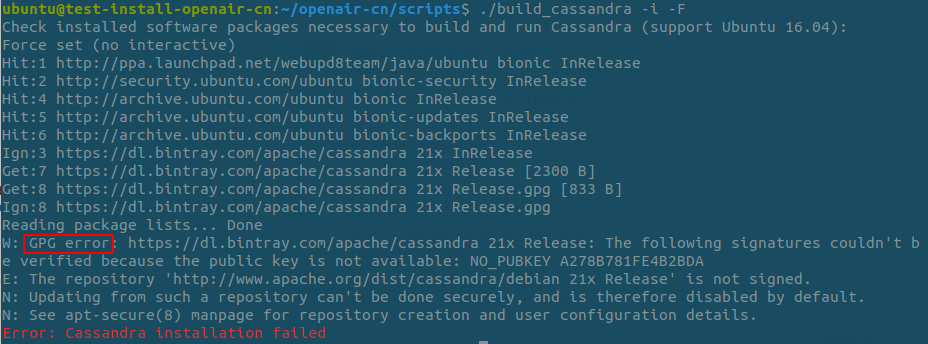 ubuntu@test-install-openair-cn:~/openair-cn/scripts$ ./build_cassandra -i -F
Check installed software packages necessary to build and run Cassandra (support Ubuntu 16.04):
Force set (no interactive)
Hit:1 http://ppa.launchpad.net/webupd8team/java/ubuntu bionic InRelease
Hit:2 http://security.ubuntu.com/ubuntu bionic-security InRelease
Hit:4 http://archive.ubuntu.com/ubuntu bionic InRelease
Hit:5 http://archive.ubuntu.com/ubuntu bionic-updates InRelease
Hit:6 http://archive.ubuntu.com/ubuntu bionic-backports InRelease
Ign:3 https://dl.bintray.com/apache/cassandra 21x InRelease
Get:7 https://dl.bintray.com/apache/cassandra 21x Release [2300 B]
Get:8 https://dl.bintray.com/apache/cassandra 21x Release.gpg [833 B]
Ign:8 https://dl.bintray.com/apache/cassandra 21x Release.gpg
Reading package lists... Done
W: GPG error: https://dl.bintray.com/apache/cassandra 21x Release: The following signatures couldn't b
e verified because the public key is not available: NO_PUBKEY A278B781FE4B2BDA
E: The repository 'http://www.apache.org/dist/cassandra/debian 21x Release' is not signed.
N: Updating from such a repository can't be done securely, and is therefore disabled by default.
N: See apt-secure(8) manpage for repository creation and user configuration details.
Error: Cassandra installation failed